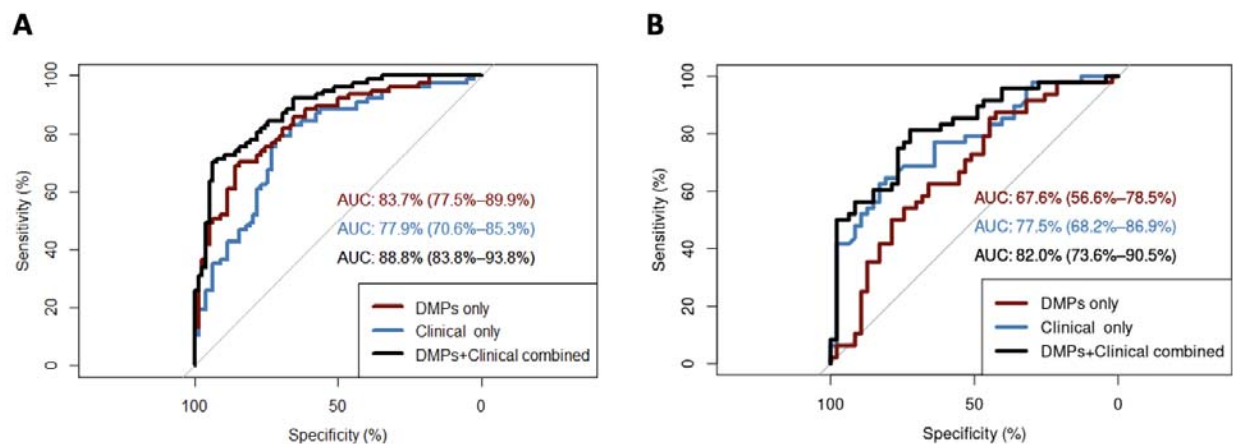 A
Sensitivity (%)
0
20
40
60
80
100
AUC: 83.7% (77.5%–89.9%)
AUC: 77.9% (70.6%–85.3%)
AUC: 88.8% (83.8%–93.8%)
DMPs only
Clinical only
DMPs+Clinical combined
100
50
0
Specificity (%)
B
Sensitivity (%)
0
20
40
60
80
100
AUC: 67.6% (56.6%–78.5%)
AUC: 77.5% (68.2%–86.9%)
AUC: 82.0% (73.6%–90.5%)
DMPs only
Clinical only
DMPs+Clinical combined
100
50
0
Specificity (%)